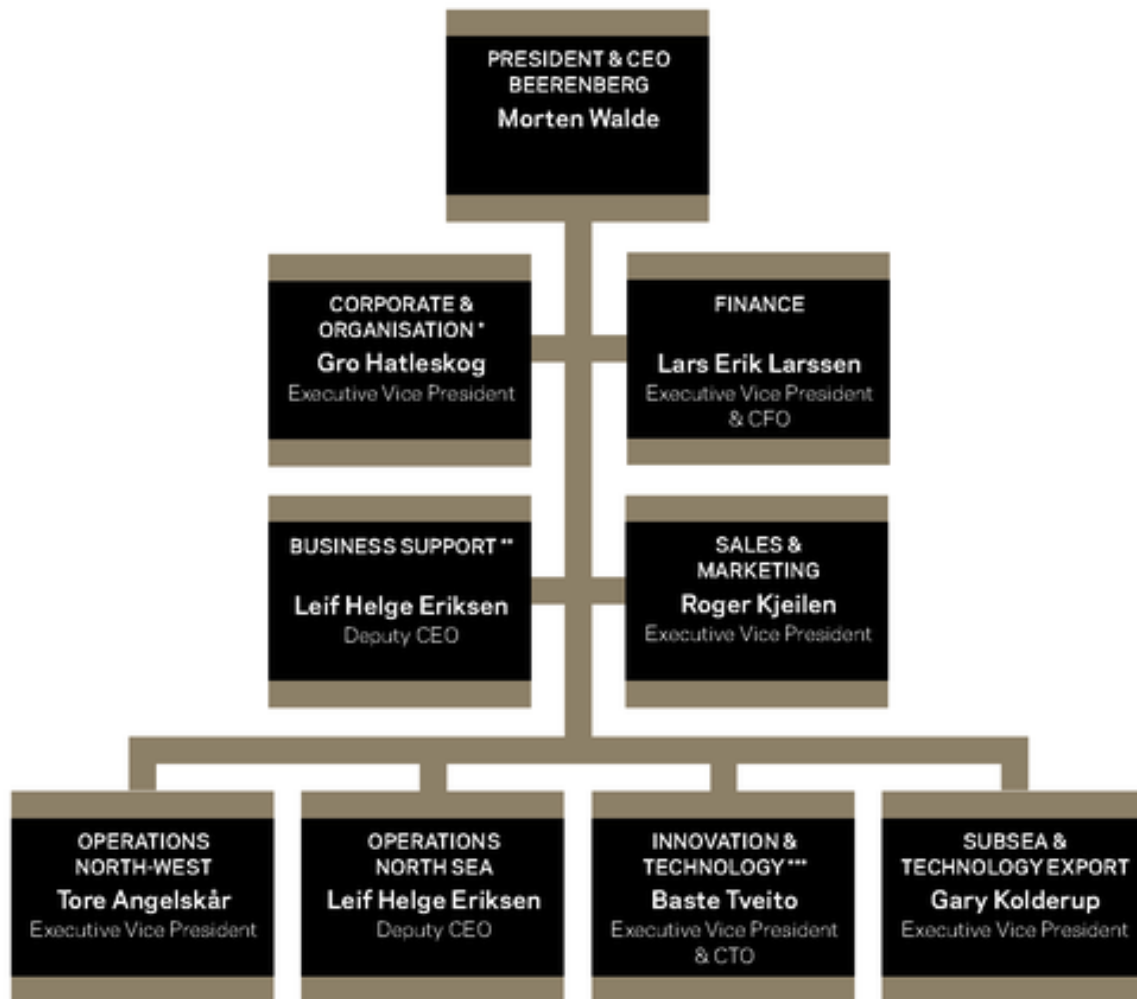 PRESIDENT & CEO
BEERENBERG
Morten Walde
CORPORATE &
ORGANISATION *
Gro Hatleskog
Executive Vice President
FINANCE
Lars Erik Larssen
Executive Vice President
& CFO
BUSINESS SUPPORT **
Leif Helge Eriksen
Deputy CEO
SALES &
MARKETING
Roger Kjeilen
Executive Vice President
OPERATIONS
NORTH-WEST
Tore Angelskår
Executive Vice President
OPERATIONS
NORTH SEA
Leif Helge Eriksen
Deputy CEO
INNOVATION &
TECHNOLOGY ***
Baste Tveito
Executive Vice President
& CTO
SUBSEA &
TECHNOLOGY EXPORT
Gary Kolderup
Executive Vice President